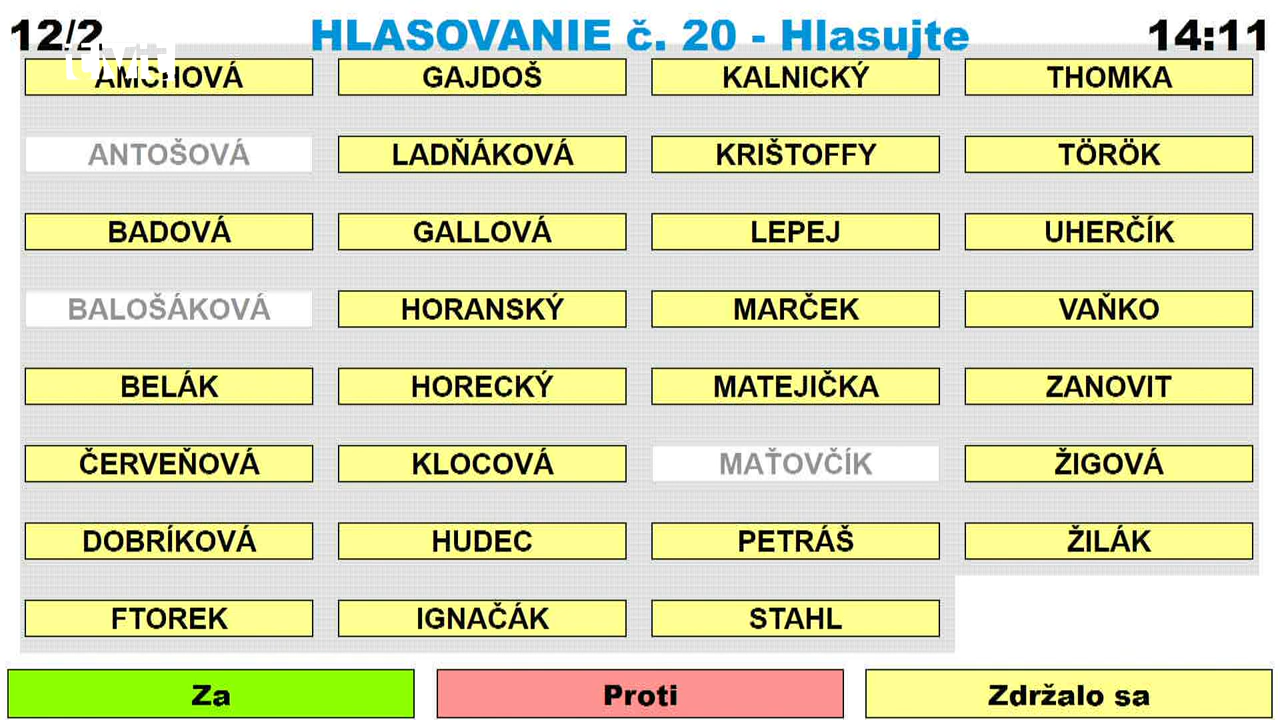 12/2 HLASOVANIE č. 20 - Hlasujte 14:11
AMCHOVÁ GAJDOŠ KALNICKÝ THOMKA
ANTOŠOVÁ LADŇÁKOVÁ KRIŠTOFFY TÖRÖK
BADOVÁ GALLOVÁ LEPEJ UHERČÍK
BALOŠÁKOVÁ HORANSKÝ MARČEK VAŇKO
BELÁK HORECKÝ MATEJIČKA ZANOVIT
ČERVEŇOVÁ KLOCOVÁ MAŤOVČÍK ŽIGOVÁ
DOBRÍKOVÁ HUDEC PETRÁŠ ŽILÁK
FTOREK IGNAČÁK STAHL
Za Proti Zdržalo sa